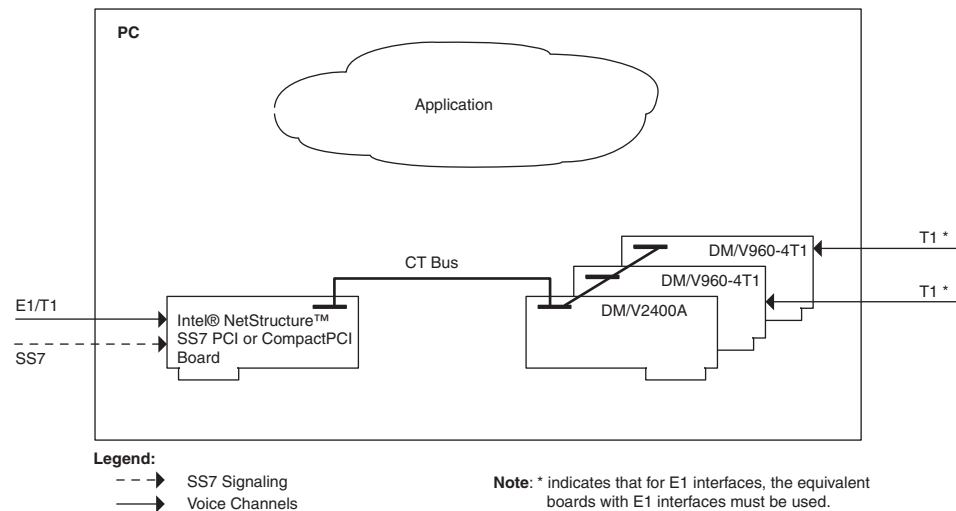 PC
Application
DM/V960-4T1
T1 *
CT Bus
DM/V960-4T1
T1 *
DM/V2400A
E1/T1
SS7
Intel® NetStructure™
SS7 PCI or CompactPCI
Board
Legend:
SS7 Signaling
Voice Channels
Note: * indicates that for E1 interfaces, the equivalent
boards with E1 interfaces must be used.